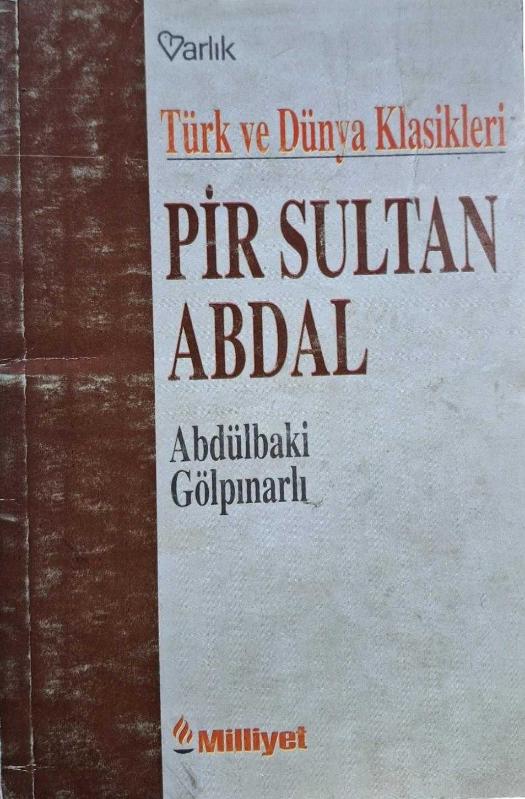 Varlık
Türk ve Dünya Klasikleri
PİR SULTAN
ABDAL
Abdülbaki
Gölpınarlı
Milliyet